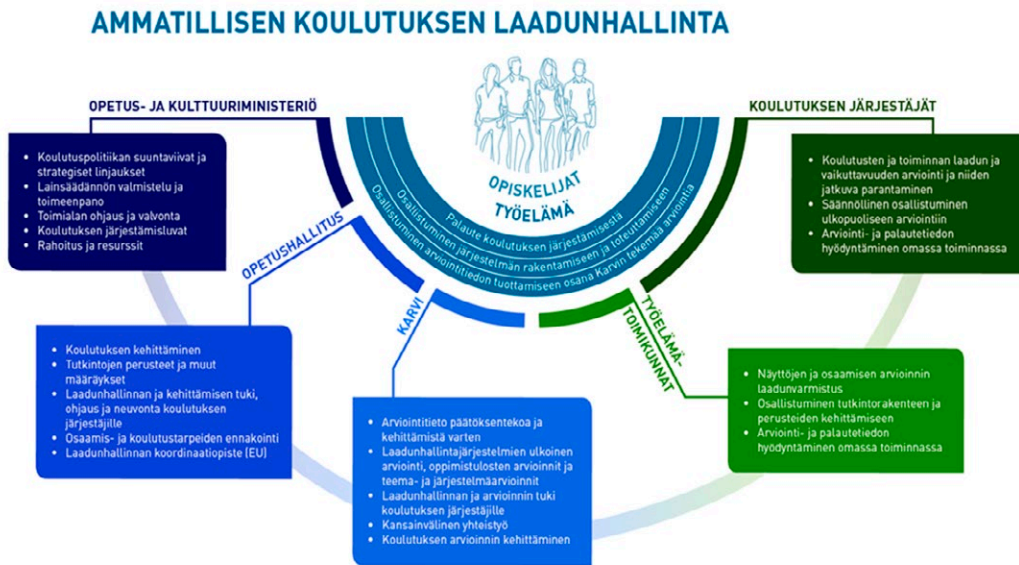 AMMATILLISEN KOULUTUKSEN LAADUNHALLINTA
OPETUS- JA KULTTUURIMINISTERIÖ
• Koulutuspolitiikan suuntaviivat ja
strategiset linjaukset
• Lainsäädännön valmistelu ja
toimeenpano
• Toimialan ohjaus ja valvonta
• Koulutuksen järjestämisluvat
• Rahoitus ja resurssit
OPISKELIJAT
TYÖELÄMÄ
Palaute koulutuksen järjestämisestä
Osallistuminen järjestelmän rakentamiseen ja toteuttamiseen
Osallistuminen arviointitiedon tuottamiseen osana Karvin tekemää arviointia
KOULUTUKSEN JÄRJESTÄJÄT
• Koulutusten ja toiminnan laadun ja
vaikuttavuuden arviointi ja niiden
jatkuva parantaminen
• Säännöllinen osallistuminen
ulkopuoliseen arviointiin
• Arviointi- ja palautetiedon
hyödyntäminen omassa toiminnassa
OPETUSHALLITUS
• Koulutuksen kehittäminen
• Tutkintojen perusteet ja muut
määräykset
• Laadunhallinnan ja kehittämisen tuki,
ohjaus ja neuvonta koulutuksen
järjestäjille
• Osaamis- ja koulutustarpeiden ennakointi
• Laadunhallinnan koordinaatiopiste (EU)
KARVI
• Arviointitieto päätöksentekoa ja
kehittämistä varten
• Laadunhallintajärjestelmien ulkoinen
arviointi, oppimistulosten arvioinnit ja
teema- ja järjestelmäarvioinnit
• Laadunhallinnan ja arvioinnin tuki
koulutuksen järjestäjille
• Kansainvälinen yhteistyö
• Koulutuksen arvioinnin kehittäminen
TYÖELÄMÄ-
TOIMIKUNNAT
• Näyttöjen ja osaamisen arvioinnin
laadunvarmistus
• Osallistuminen tutkintorakenteen ja
perusteiden kehittämiseen
• Arviointi- ja palautetiedon
hyödyntäminen omassa toiminnassa